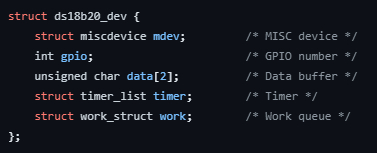 struct ds18b20_dev {
    struct miscdevice mdev;        /* MISC device */
    int gpio;                      /* GPIO number */
    unsigned char data[2];         /* Data buffer */
    struct timer_list timer;       /* Timer */
    struct work_struct work;       /* Work queue */
};